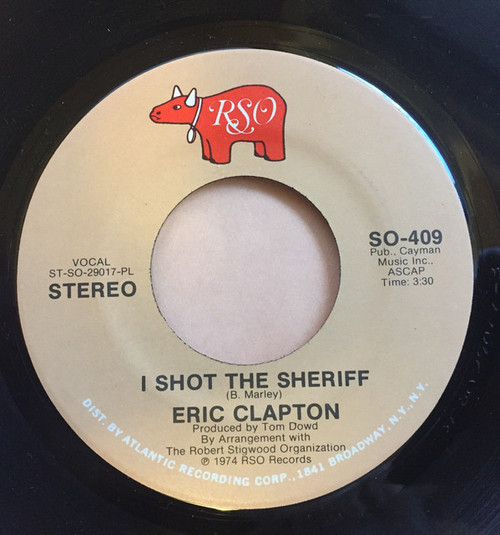 RSO
VOCAL
ST-SO-29017-PL
STEREO
SO-409
Pub., Cayman
Music Inc.,
ASCAP
Time: 3:30
I SHOT THE SHERIFF
(B. Marley)
ERIC CLAPTON
Produced by Tom Dowd
By Arrangement with
The Robert Stigwood Organization
℗ 1974 RSO Records
DIST. BY ATLANTIC RECORDING CORP., 1841 BROADWAY, N.Y., N.Y.